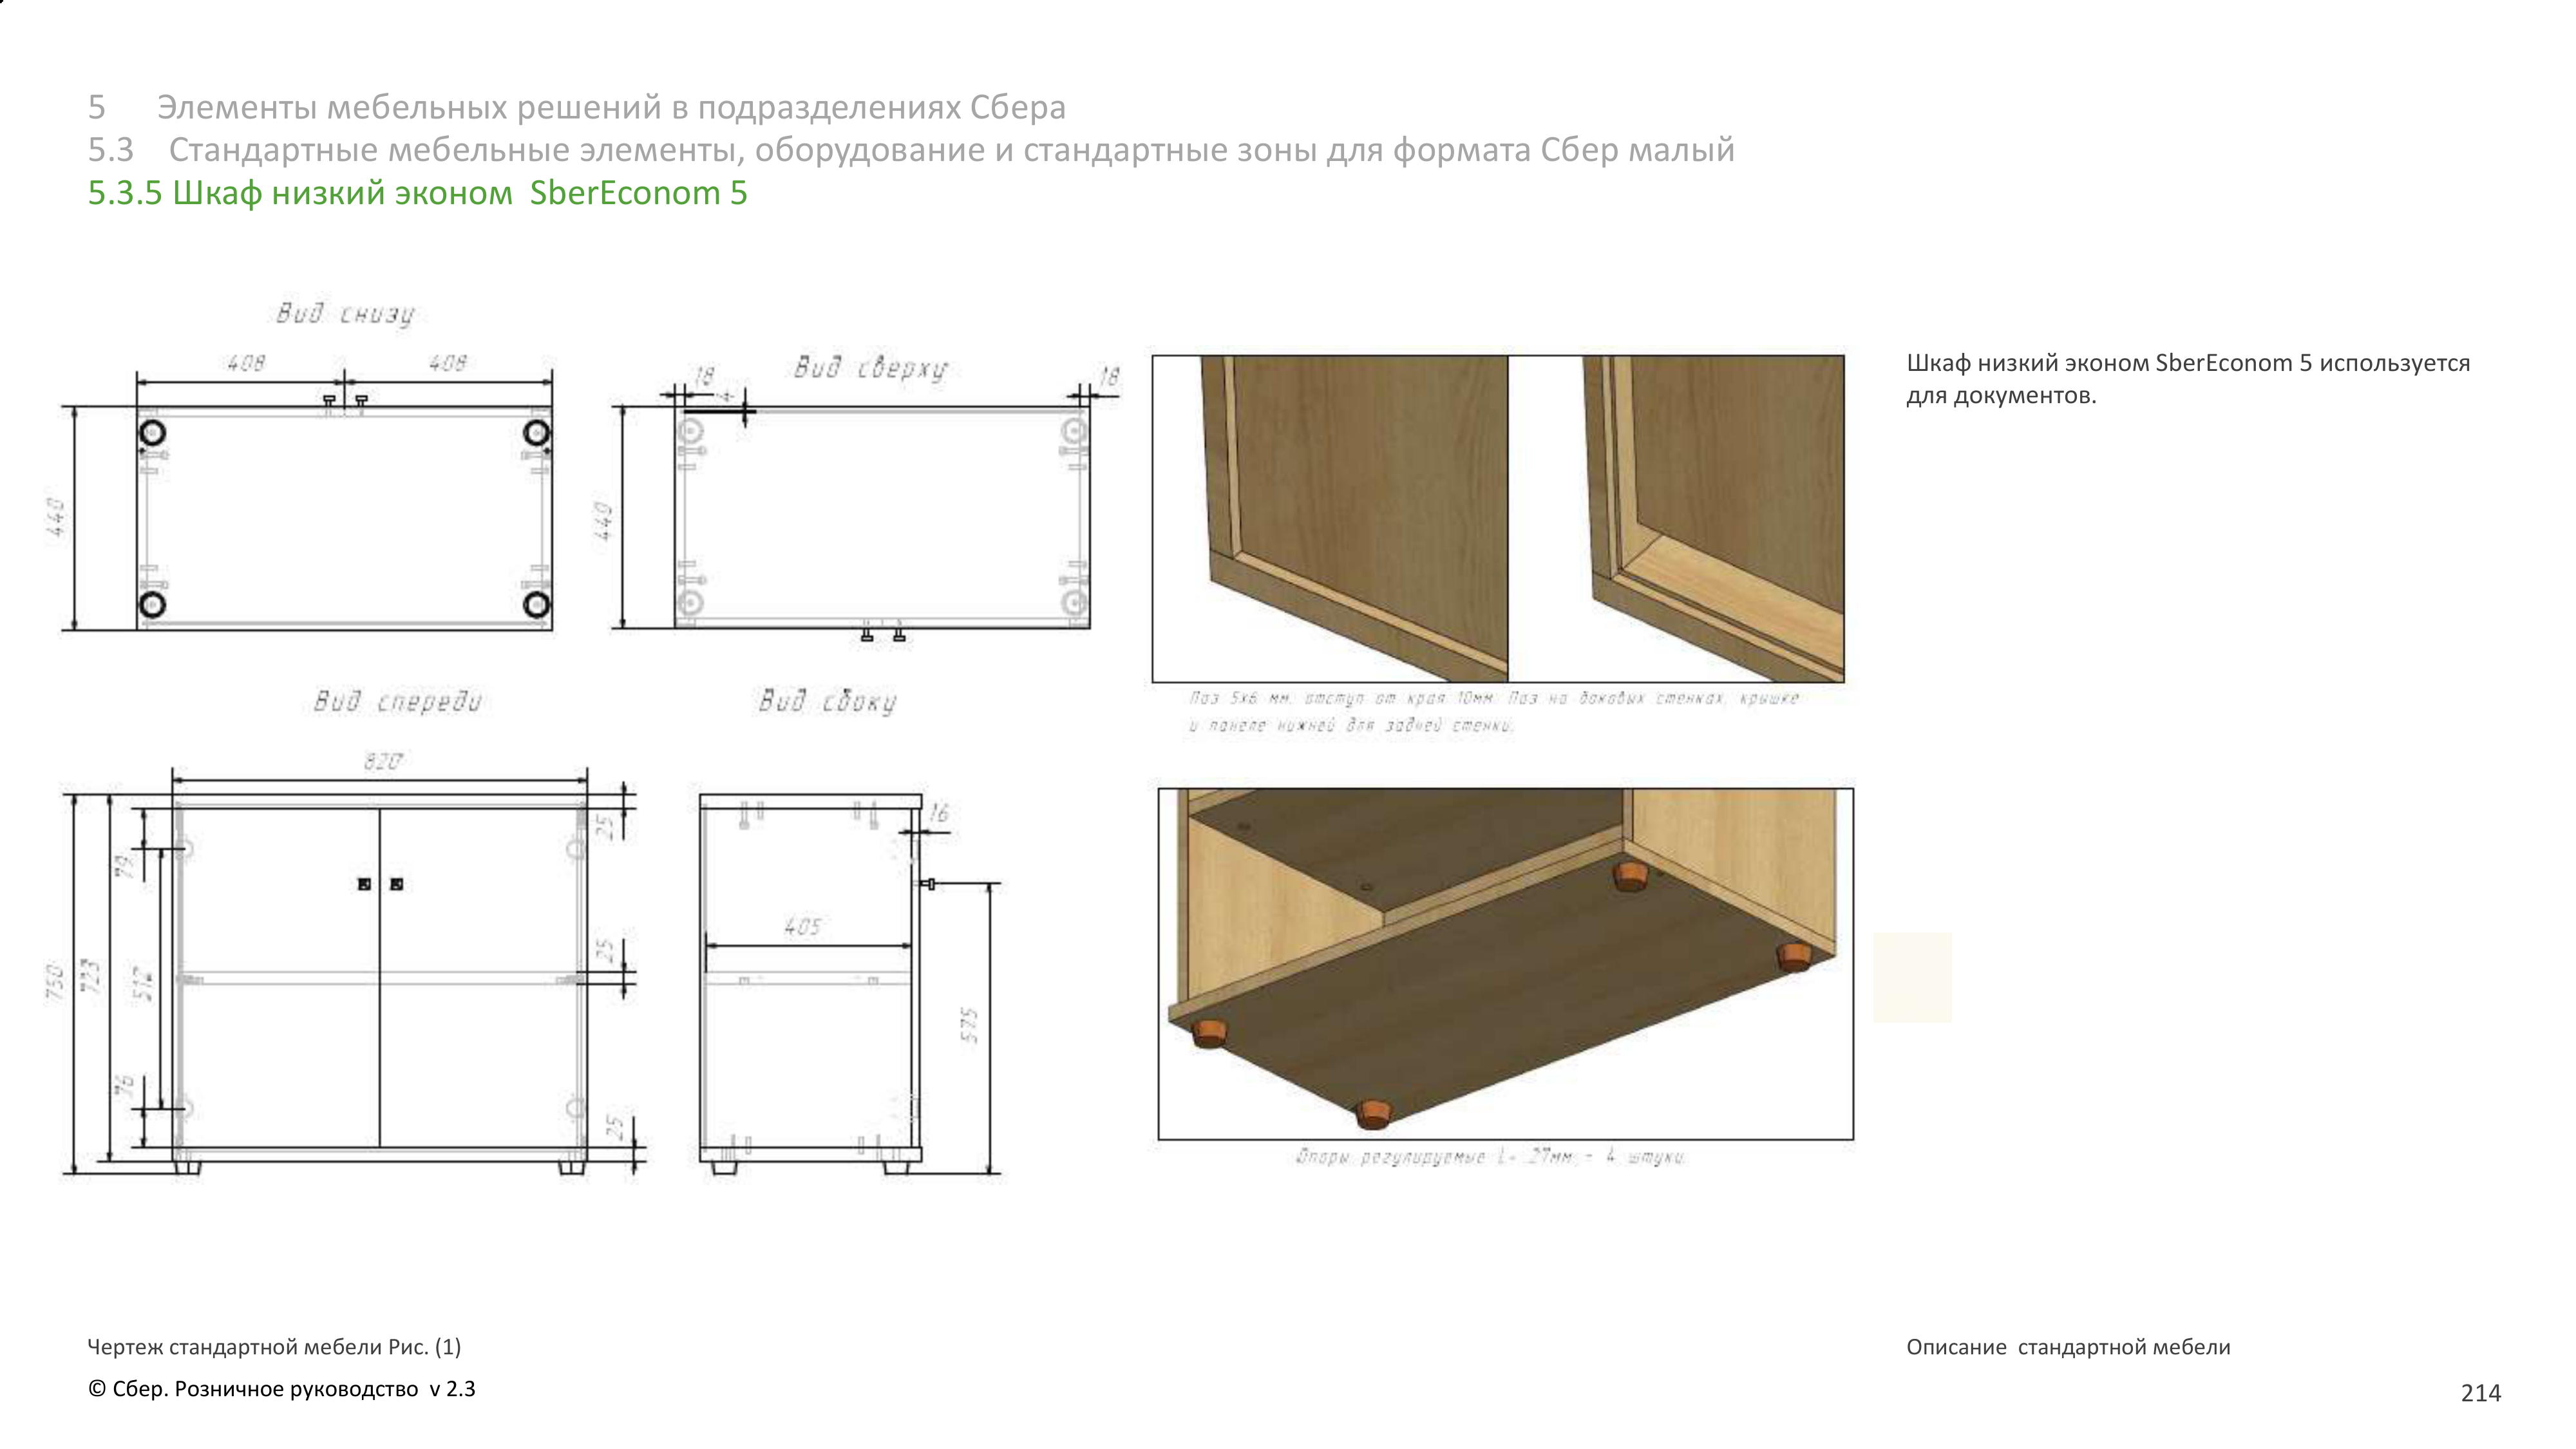 5 Элементы мебельных решений в подразделениях Сбера
5.3 Стандартные мебельные элементы, оборудование и стандартные зоны для формата Сбер малый
5.3.5 Шкаф низкий эконом SberEconom 5
Вид снизу
408 408
440
Вид сверху
18 4 18
440
Вид спереди
820
25
79
750 723 512
25
76
25
Вид сбоку
16
405
575
Паз 5х6 мм. отступ от края 10мм. Паз на боковых стенках, крышке
и панеле нижней для задней стенки.
Опоры регулируемые L= 27мм - 4 штуки.
Шкаф низкий эконом SberEconom 5 используется
для документов.
Чертеж стандартной мебели Рис. (1)
Описание стандартной мебели
© Сбер. Розничное руководство v 2.3
214